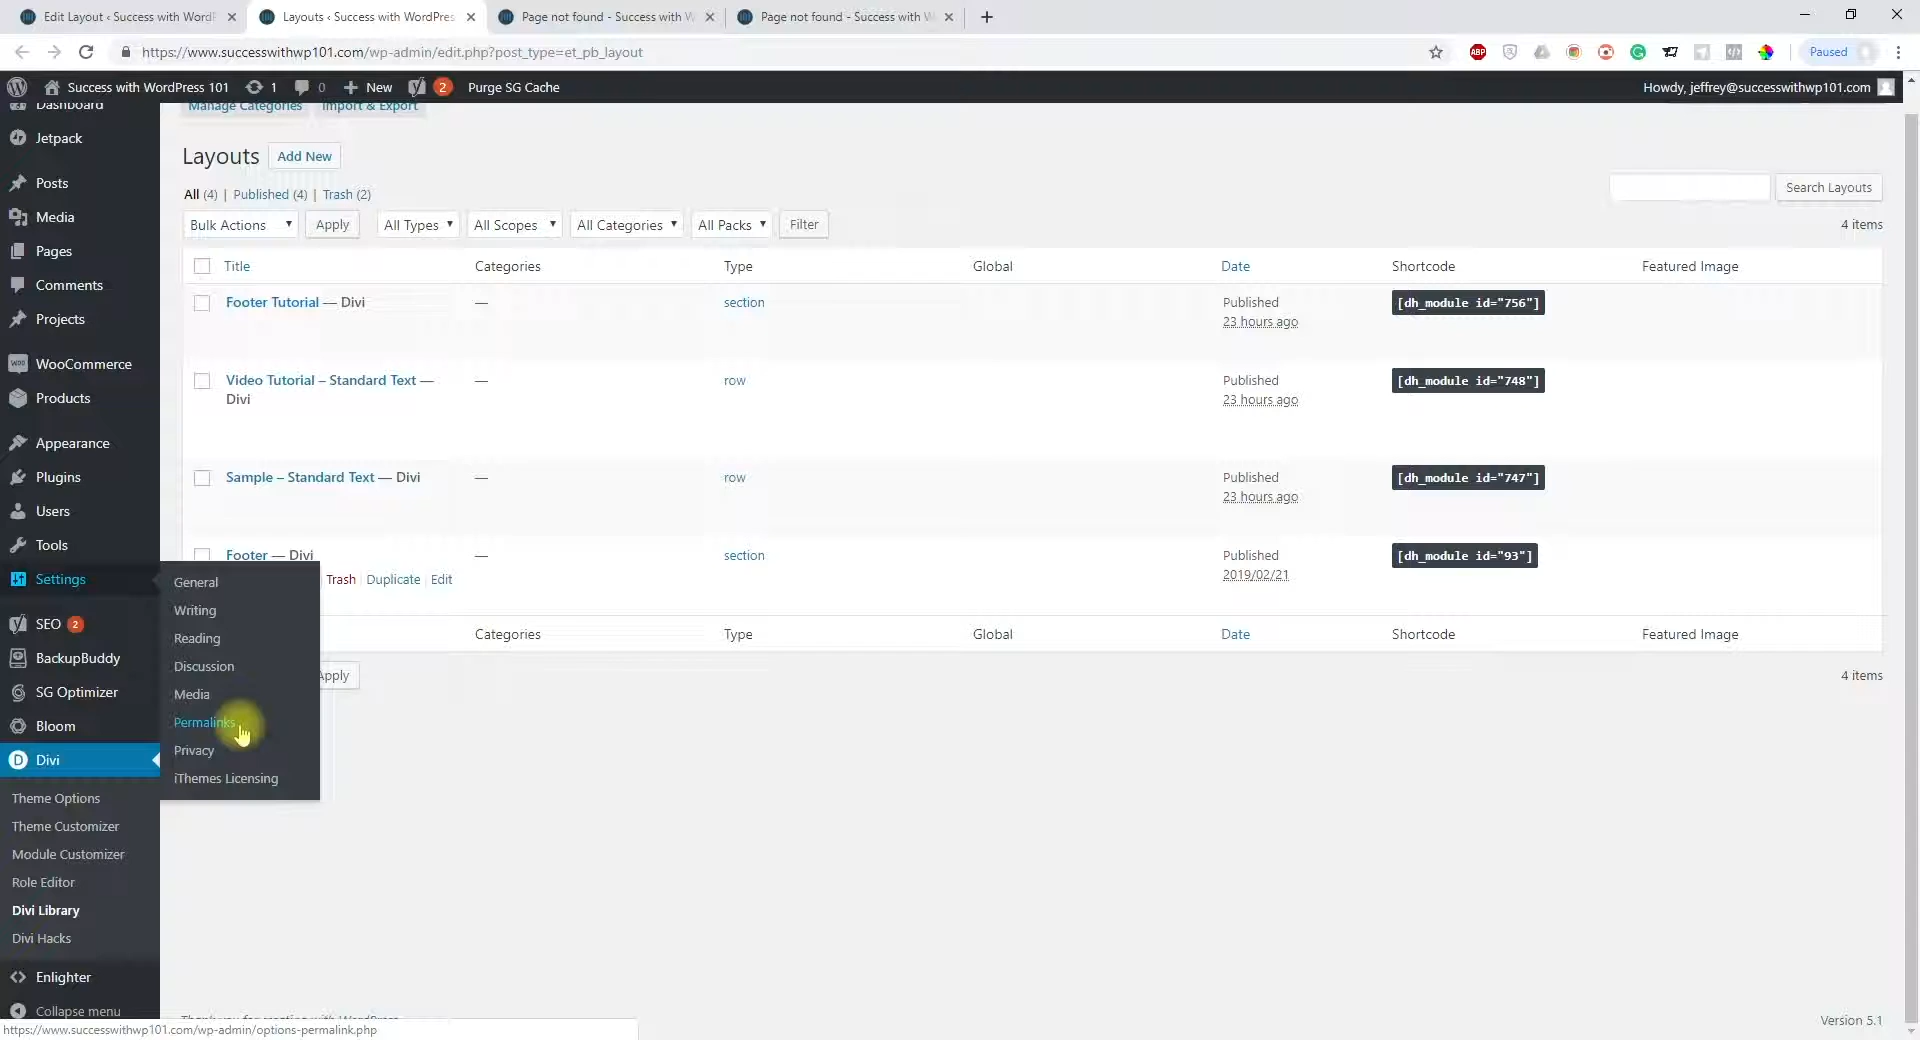 Edit Layout ‹ Success with WordP
Layouts ‹ Success with WordPres
Page not found - Success with W
Page not found - Success with W
https://www.successwithwp101.com/wp-admin/edit.php?post_type=et_pb_layout
ABP
Paused
Success with WordPress 101
1
0
New
2
Purge SG Cache
Howdy, jeffrey@successwithwp101.com
Dashboard
Jetpack
Posts
Media
Pages
Comments
Projects
WooCommerce
Products
Appearance
Plugins
Users
Tools
Settings
SEO 2
BackupBuddy
SG Optimizer
Bloom
Divi
Theme Options
Theme Customizer
Module Customizer
Role Editor
Divi Library
Divi Hacks
Enlighter
Collapse menu
General
Writing
Reading
Discussion
Media
Permalinks
Privacy
iThemes Licensing
Manage Categories
Import & Export
Layouts Add New
All (4) | Published (4) | Trash (2)
Search Layouts
Bulk Actions Apply All Types All Scopes All Categories All Packs Filter
4 items
Title Categories Type Global Date Shortcode Featured Image
Footer Tutorial — Divi — section Published [dh_module id="756"]
23 hours ago
Video Tutorial – Standard Text — — row Published [dh_module id="748"]
Divi 23 hours ago
Sample – Standard Text — Divi — row Published [dh_module id="747"]
23 hours ago
Footer — Divi — section Published [dh_module id="93"]
2019/02/21
Trash | Duplicate | Edit
Categories Type Global Date Shortcode Featured Image
Apply
4 items
Version 5.1
https://www.successwithwp101.com/wp-admin/options-permalink.php